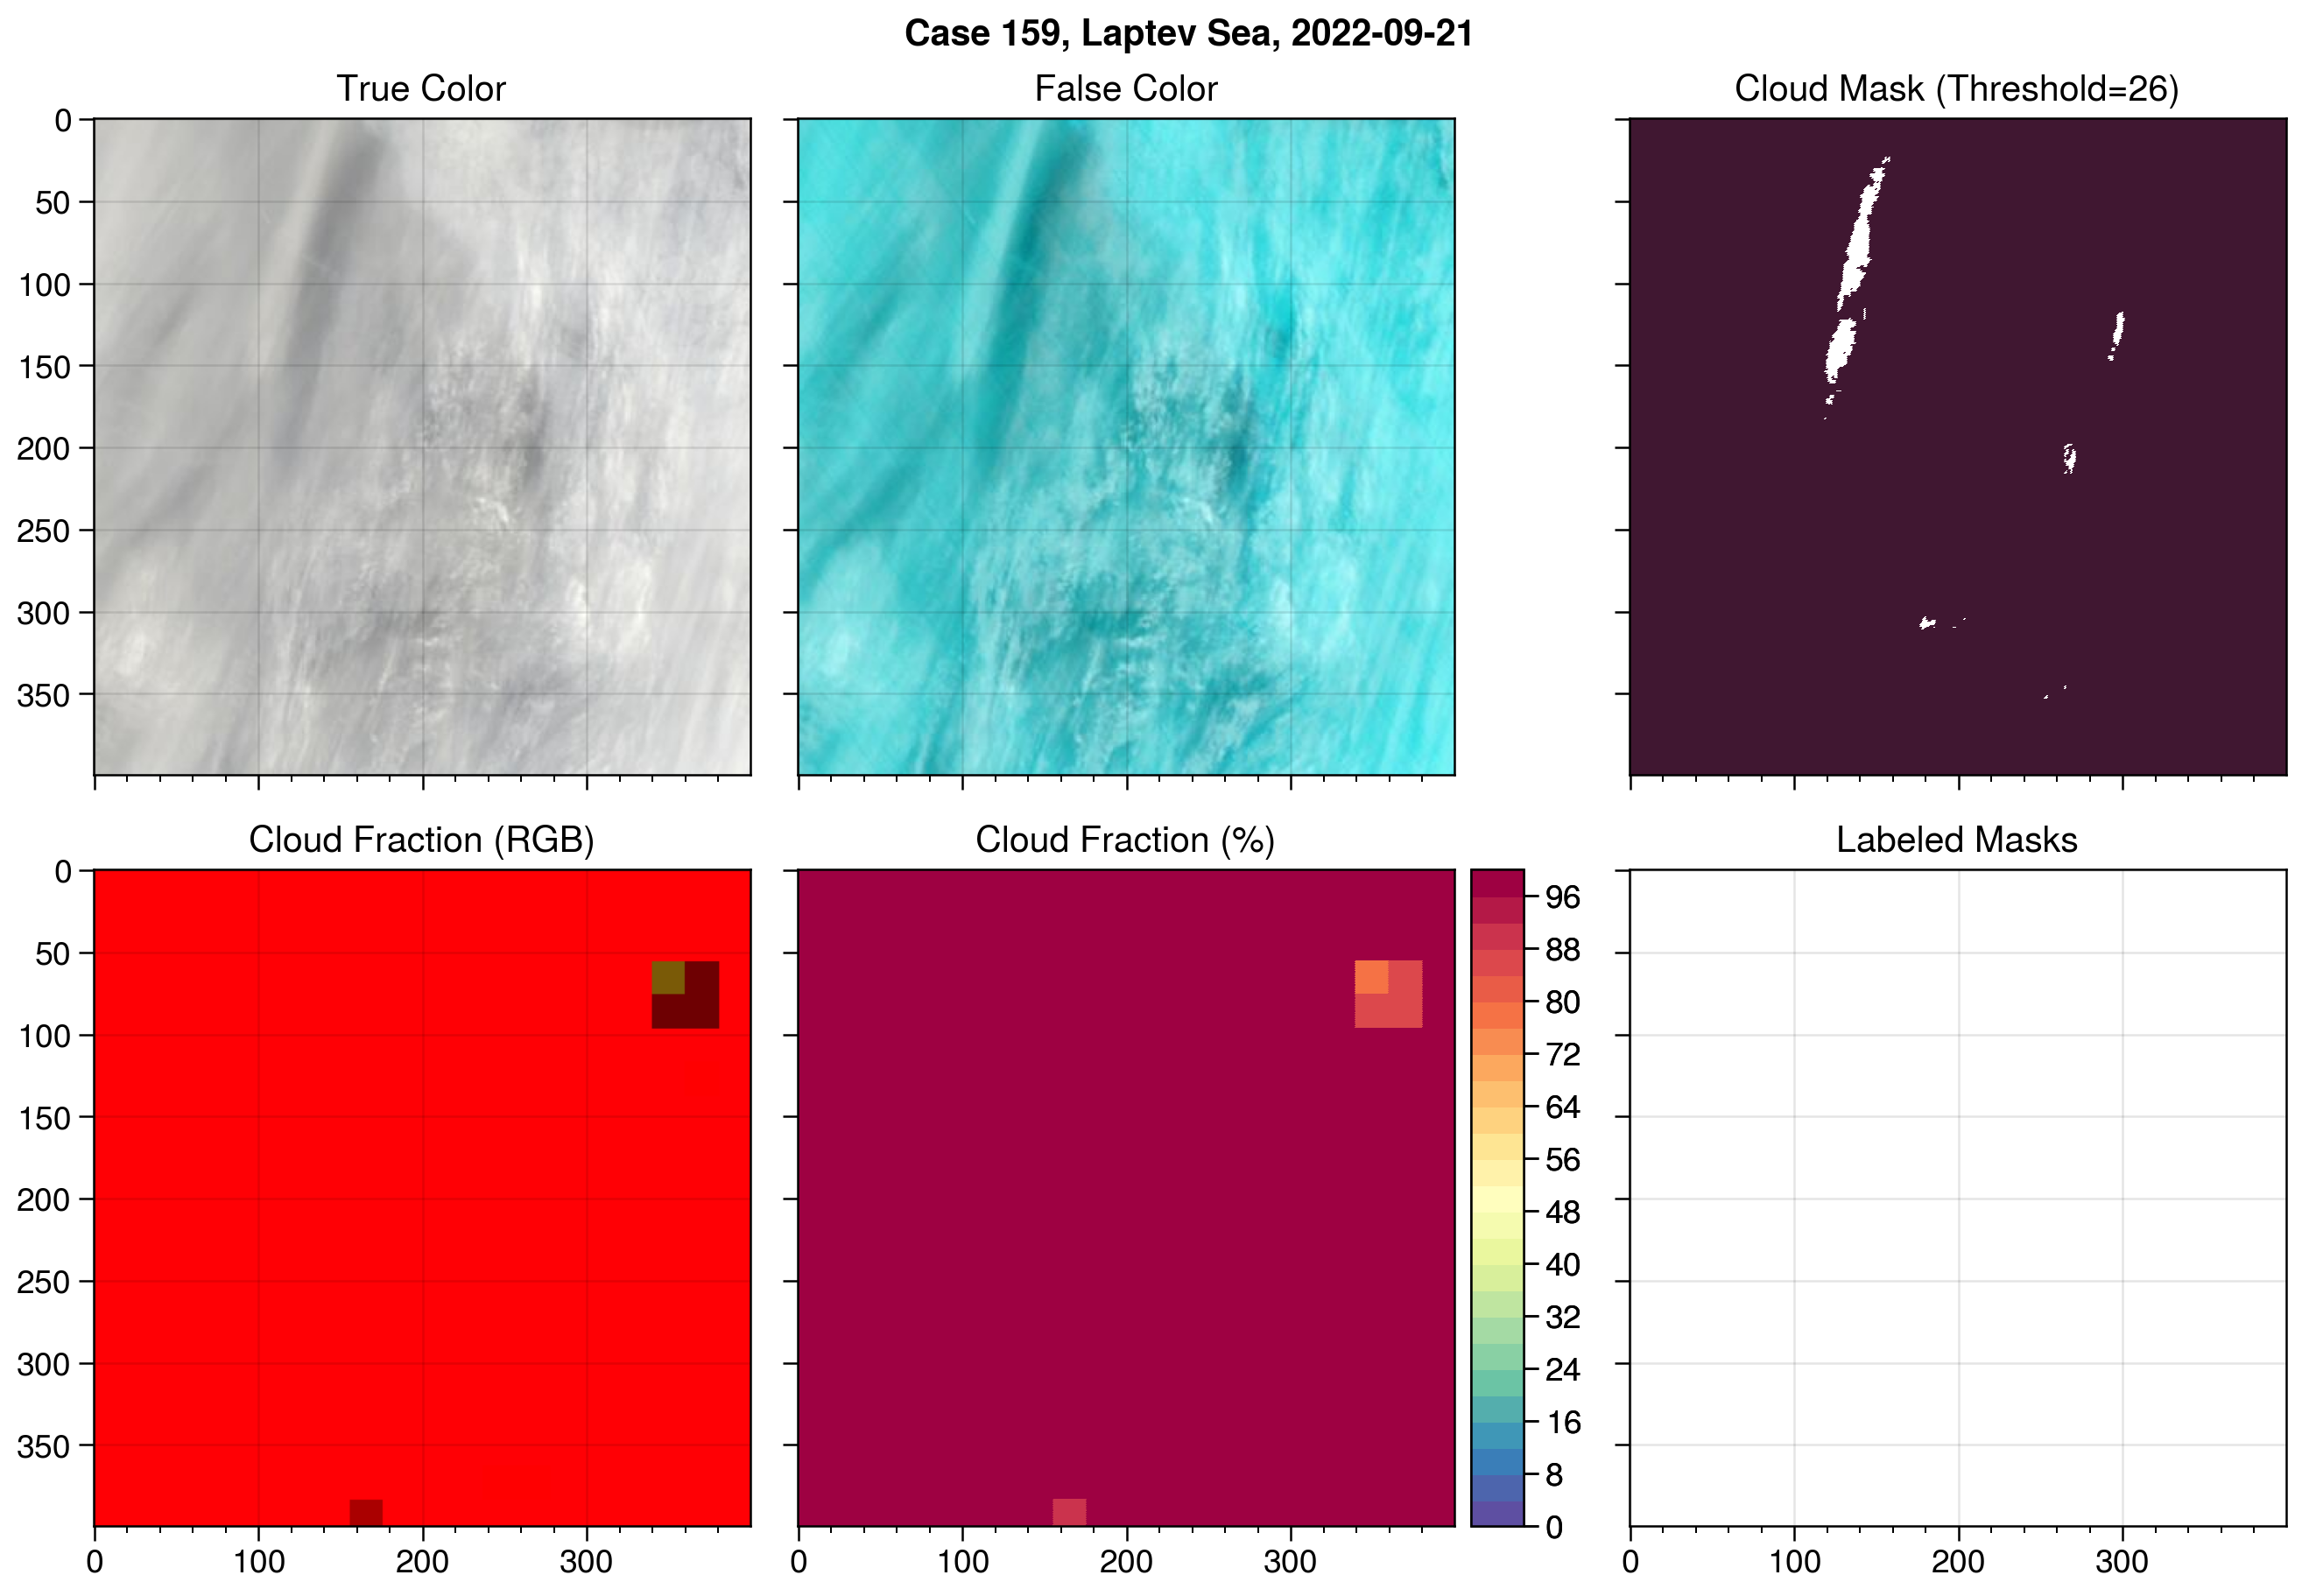 Case 159, Laptev Sea, 2022-09-21
True Color
False Color
Cloud Mask (Threshold=26)
0
50
100
150
200
250
300
350
Cloud Fraction (RGB)
Cloud Fraction (%)
Labeled Masks
0
50
100
150
200
250
300
350
96
88
80
72
64
56
48
40
32
24
16
8
0
0 100 200 300
0 100 200 300
0 100 200 300